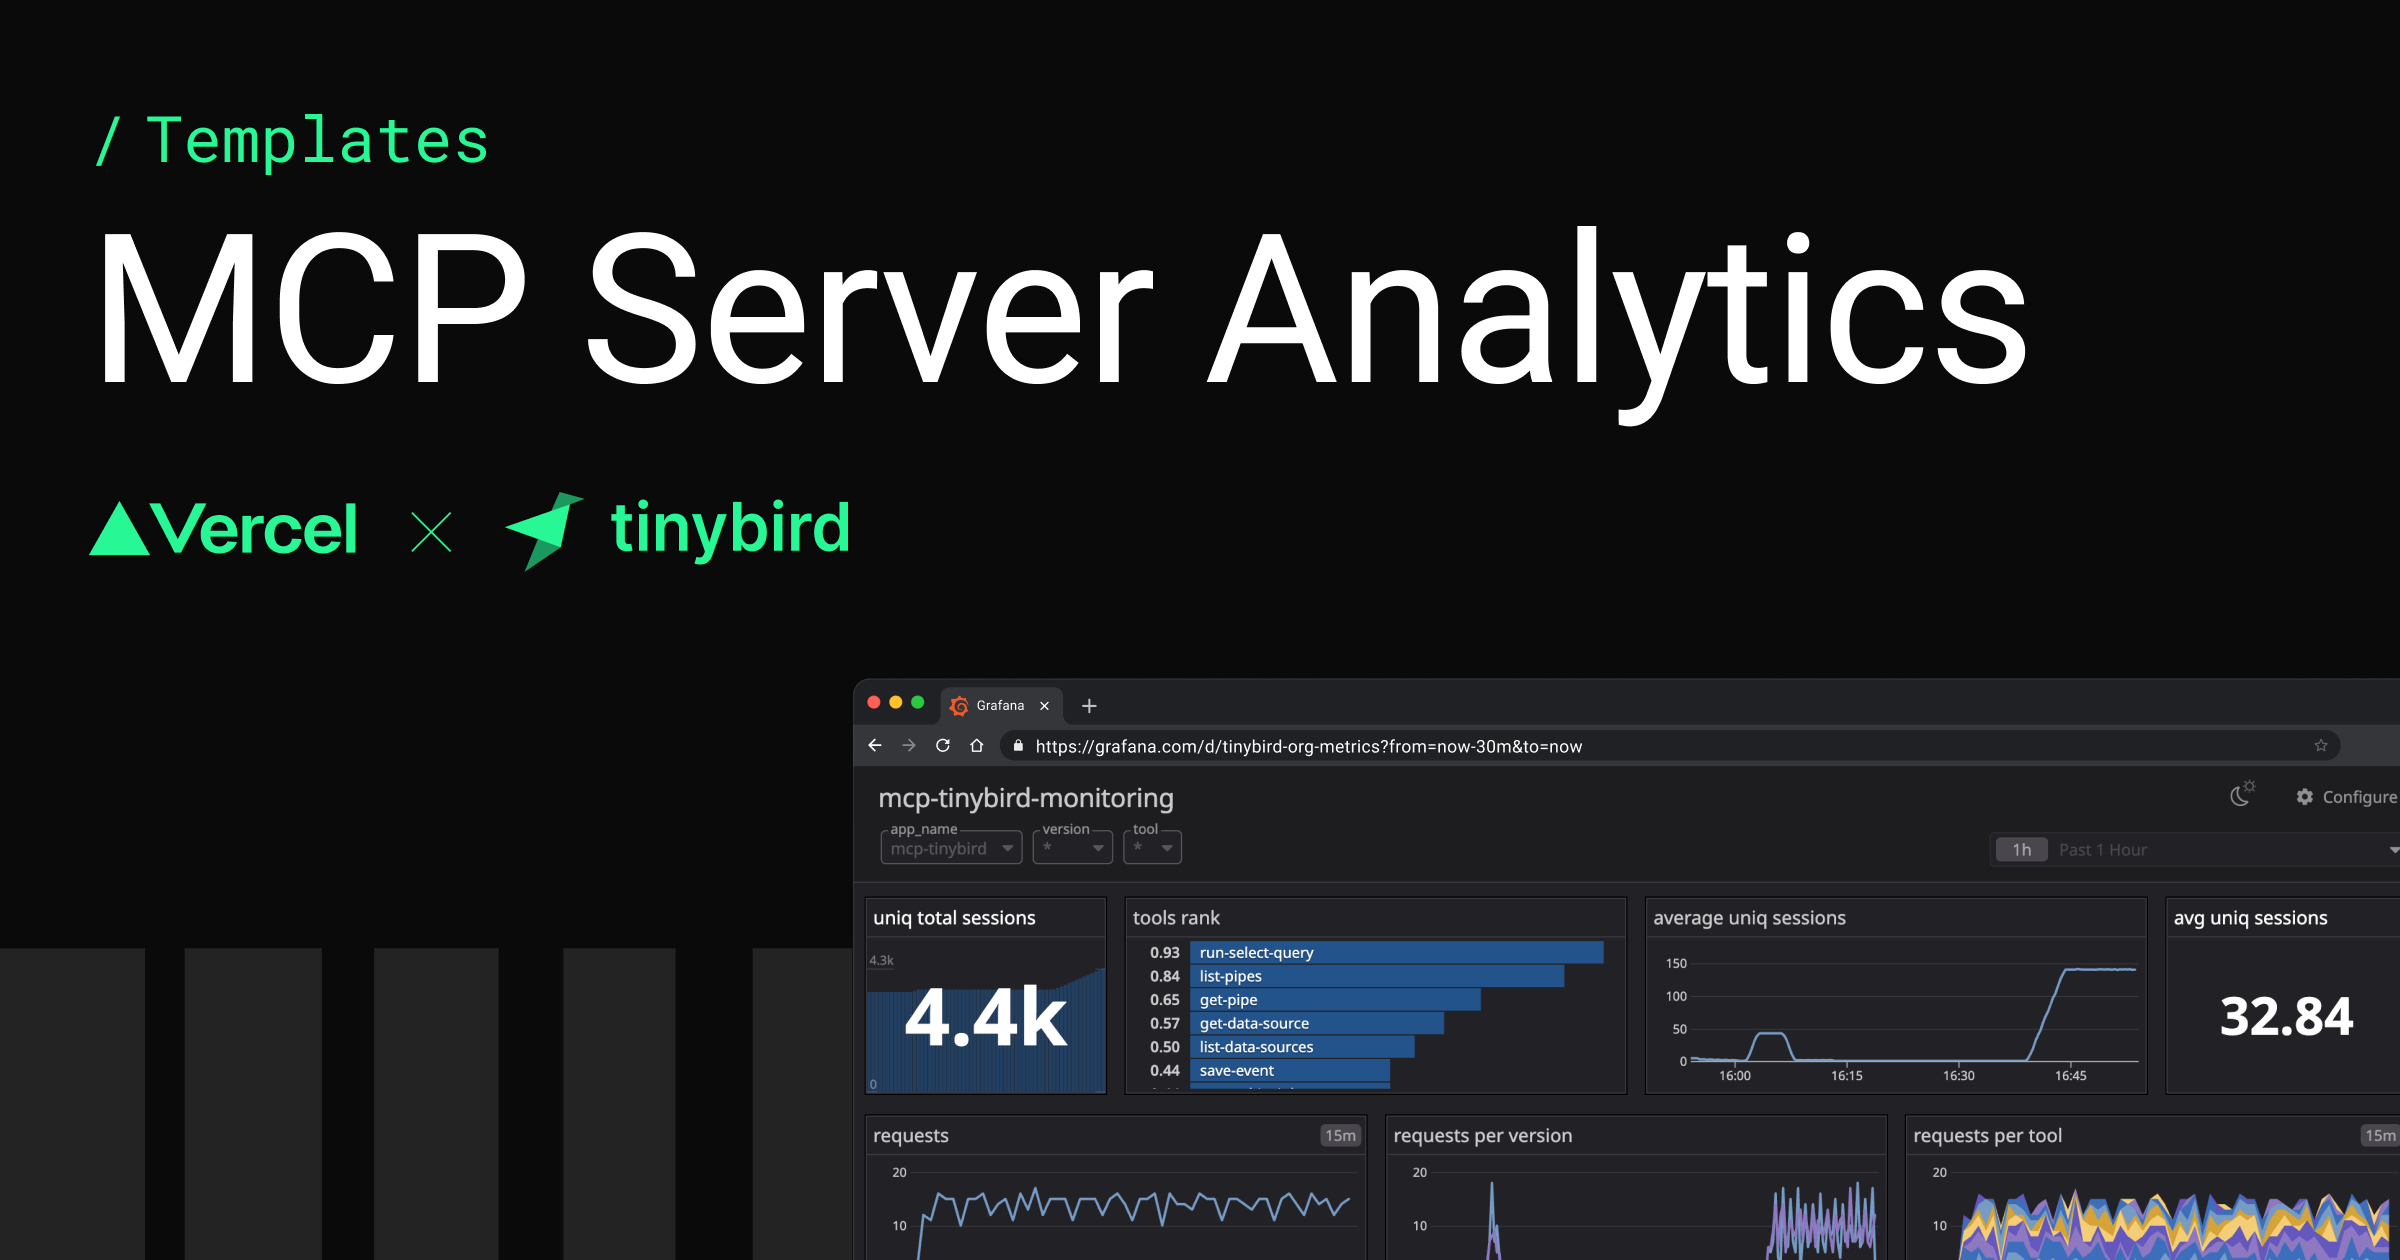 / Templates
MCP Server Analytics
Vercel × tinybird
Grafana
https://grafana.com/d/tinybird-org-metrics?from=now-30m&to=now
mcp-tinybird-monitoring
Configure
app_name version tool
mcp-tinybird * *
1h Past 1 Hour
uniq total sessions
4.3k
4.4k
0
tools rank
0.93 run-select-query
0.84 list-pipes
0.65 get-pipe
0.57 get-data-source
0.50 list-data-sources
0.44 save-event
average uniq sessions
150
100
50
0
16:00 16:15 16:30 16:45
avg uniq sessions
32.84
requests 15m
20
10
requests per version
20
10
requests per tool 15m
20
10